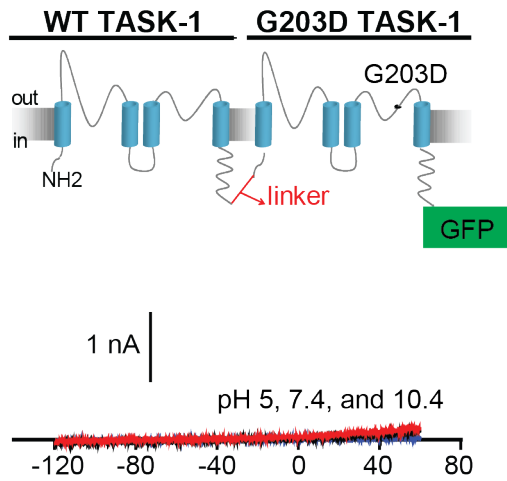 WT TASK-1 G203D TASK-1
G203D
out
in
NH2
linker
GFP
1 nA
pH 5, 7.4, and 10.4
-120 -80 -40 0 40 80